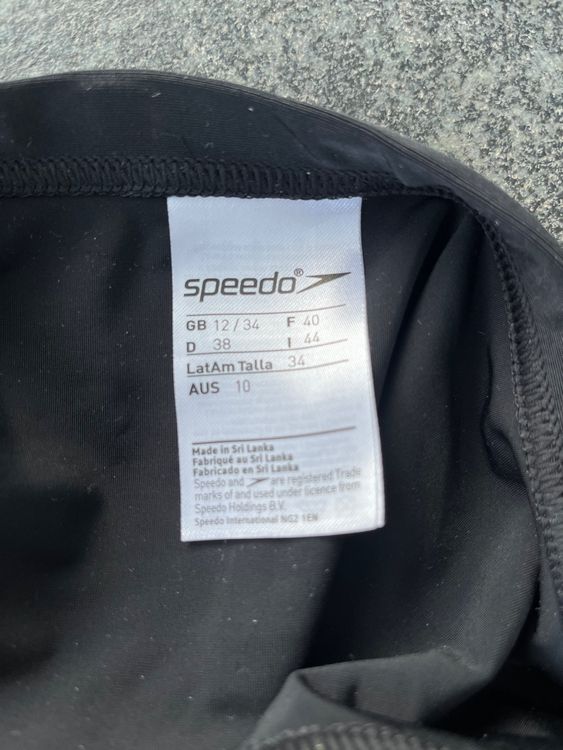 speedo®
GB 12/34 F 40
D 38 I 44
LatAm Talla 34
AUS 10
Made in Sri Lanka
Fabriqué au Sri Lanka
Fabricado en Sri Lanka
Speedo and are registered Trade
marks of and used under licence from
Speedo Holdings B.V.
Speedo International NG2 1EN